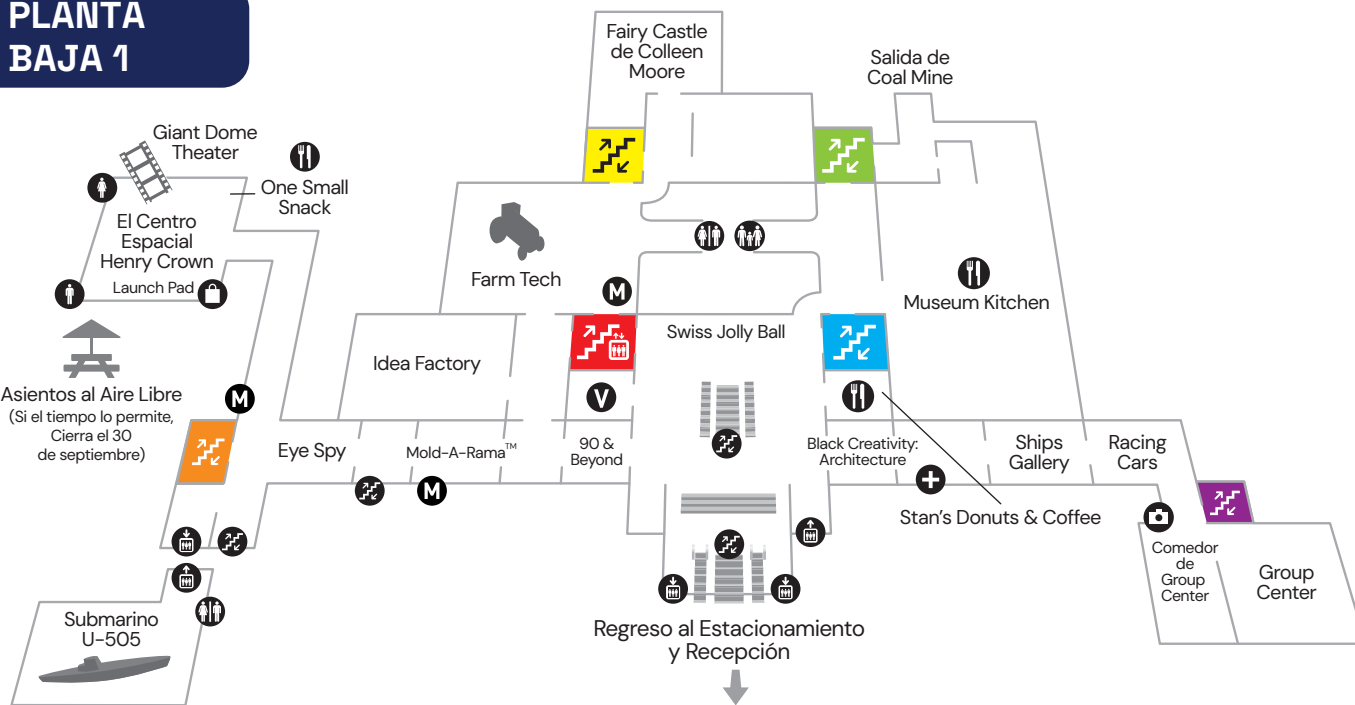 PLANTA
BAJA 1
Fairy Castle
de Colleen
Moore
Salida de
Coal Mine
Giant Dome
Theater
One Small
Snack
El Centro
Espacial
Henry Crown
Launch Pad
Farm Tech
M
Museum Kitchen
Swiss Jolly Ball
Idea Factory
Asientos al Aire Libre
(Si el tiempo lo permite,
Cierra el 30
de septiembre)
M
V
Eye Spy
Mold-A-Rama™
90 &
Beyond
Black Creativity:
Architecture
Ships
Gallery
Racing
Cars
M
Stan's Donuts & Coffee
Comedor
de
Group
Center
Group
Center
Submarino
U-505
Regreso al Estacionamiento
y Recepción